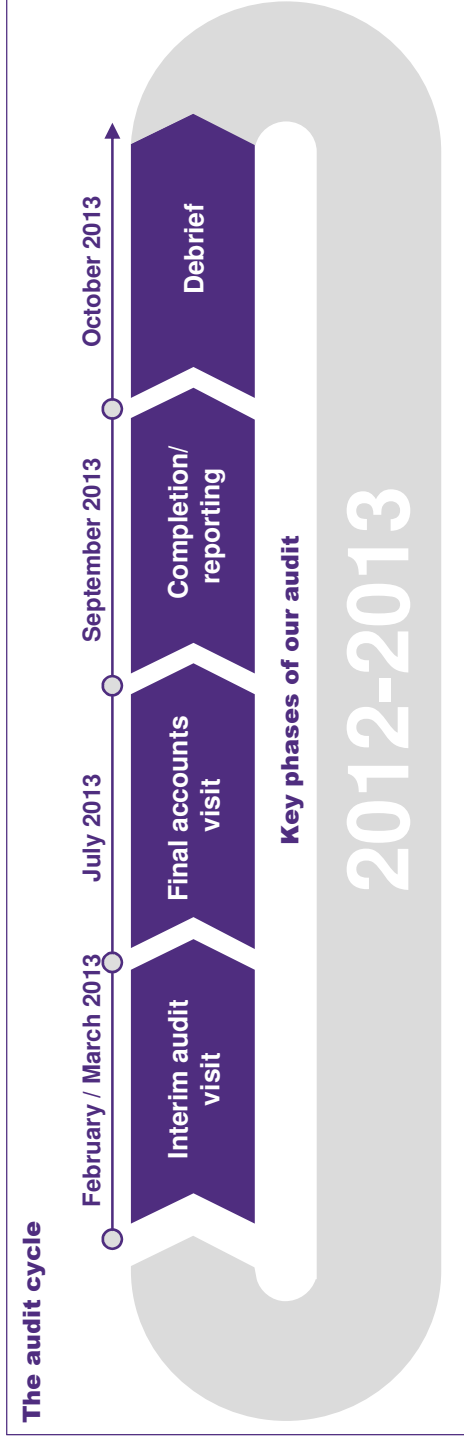 The audit cycle
February / March 2013
July 2013
September 2013
October 2013
Interim audit
visit
Final accounts
visit
Completion/
reporting
Debrief
Key phases of our audit
2012-2013